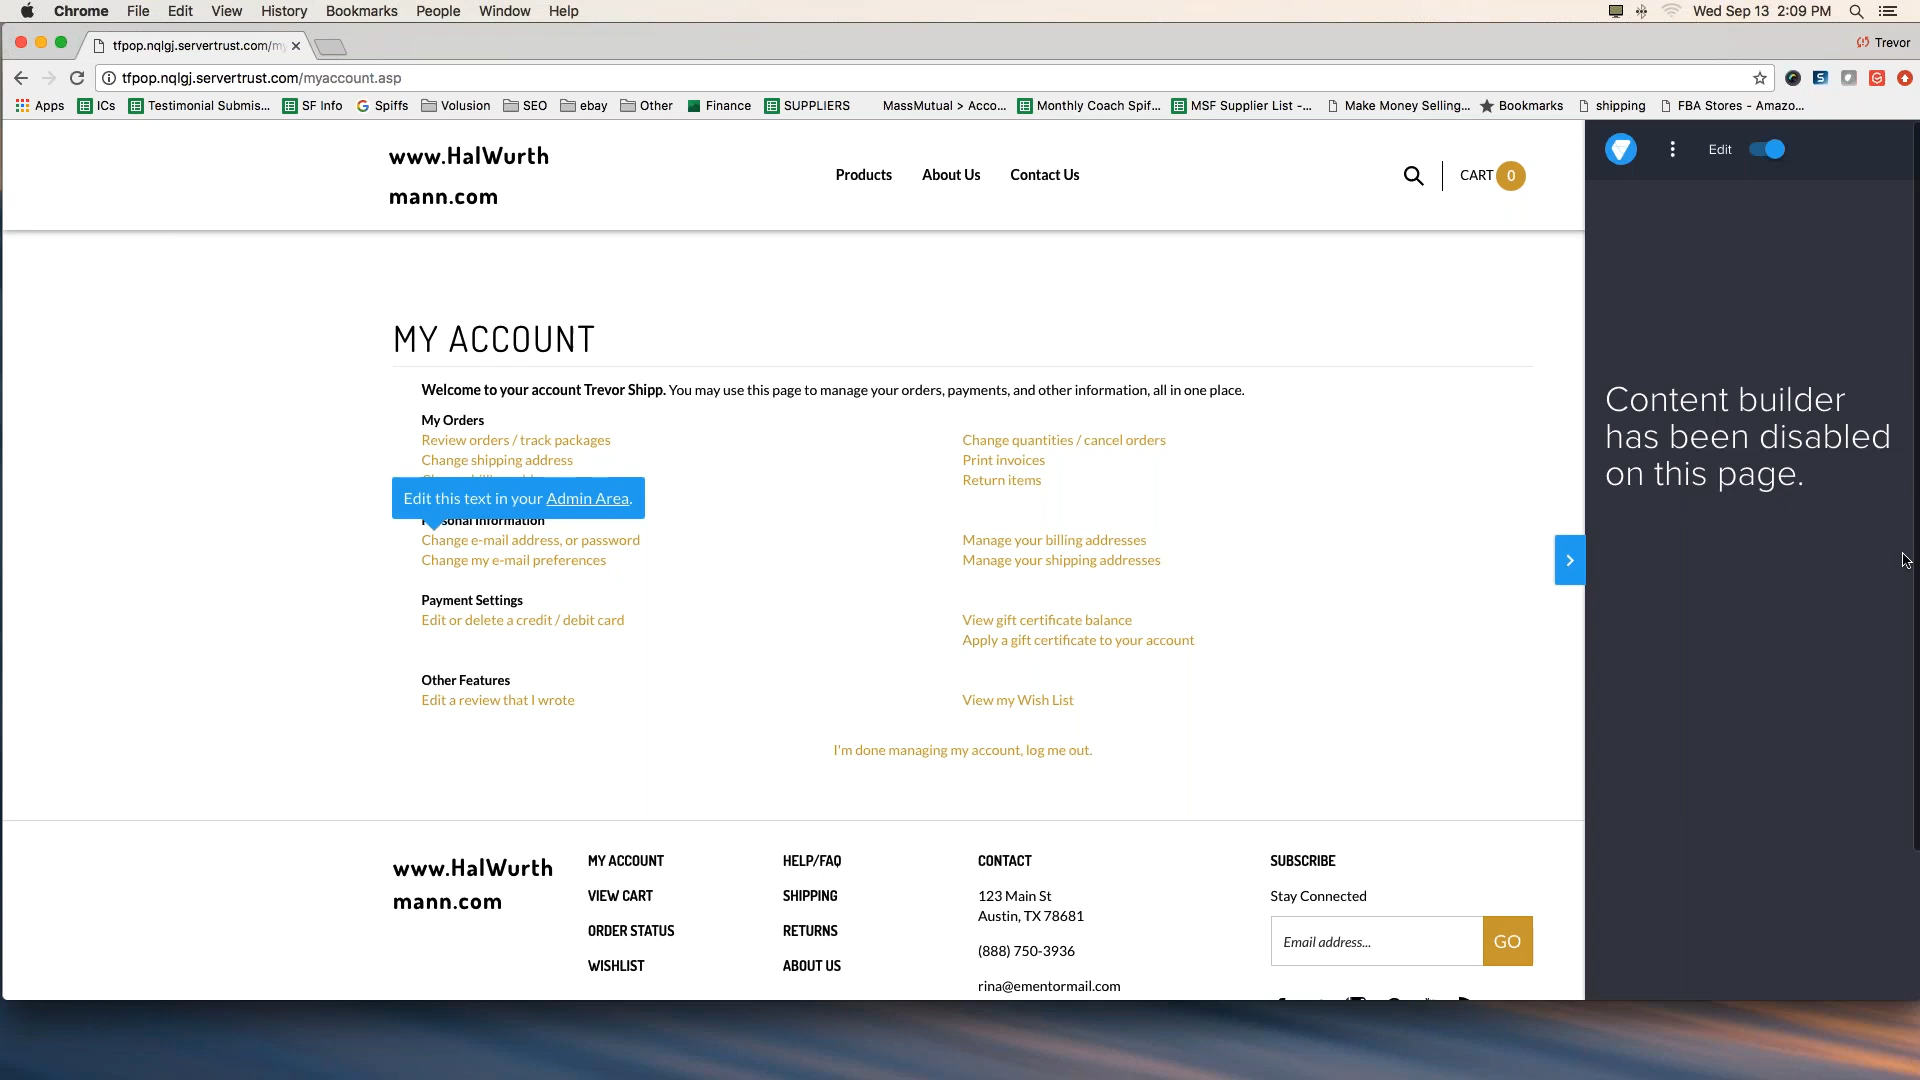 Chrome File Edit View History Bookmarks People Window Help Wed Sep 13 2:09 PM
tfpop.nqlgj.servertrust.com/my Trevor
tfpop.nqlgj.servertrust.com/myaccount.asp
Apps ICs Testimonial Submis... SF Info Spiffs Volusion SEO ebay Other Finance SUPPLIERS MassMutual > Acco... Monthly Coach Spif... MSF Supplier List -... Make Money Selling... Bookmarks shipping FBA Stores - Amazo...
www.HalWurth
mann.com
Products About Us Contact Us
CART 0
Edit
MY ACCOUNT
Welcome to your account Trevor Shipp. You may use this page to manage your orders, payments, and other information, all in one place.
My Orders
Review orders / track packages Change quantities / cancel orders
Change shipping address Print invoices
Return items
Edit this text in your Admin Area.
Personal Information
Change e-mail address, or password Manage your billing addresses
Change my e-mail preferences Manage your shipping addresses
Payment Settings
Edit or delete a credit / debit card View gift certificate balance
Apply a gift certificate to your account
Other Features
Edit a review that I wrote View my Wish List
I'm done managing my account, log me out.
Content builder
has been disabled
on this page.
www.HalWurth
mann.com
MY ACCOUNT
VIEW CART
ORDER STATUS
WISHLIST
HELP/FAQ
SHIPPING
RETURNS
ABOUT US
CONTACT
123 Main St
Austin, TX 78681
(888) 750-3936
rina@ementormail.com
SUBSCRIBE
Stay Connected
Email address... GO